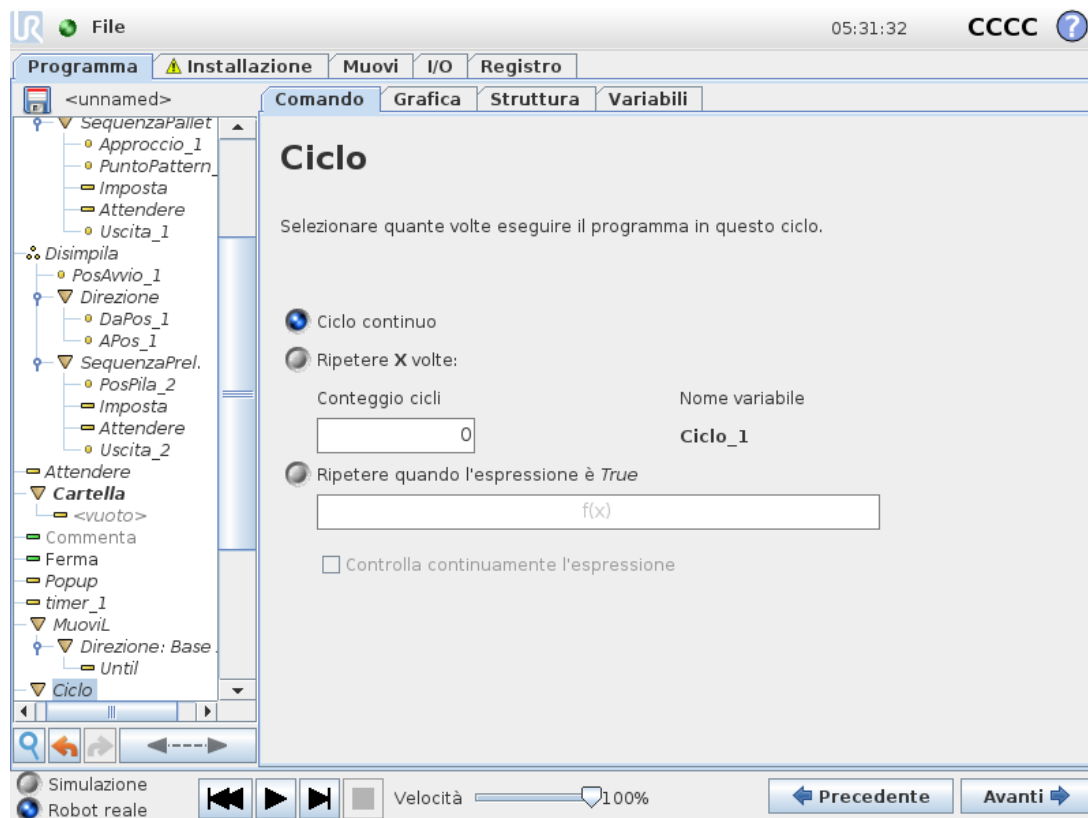 UR File 05:31:32 CCCC ?
Programma Installazione Muovi I/O Registro
<unnamed>
Comando Grafica Struttura Variabili
SequenzaPallet
Approccio_1
PuntoPattern_
Imposta
Attendere
Uscita_1
Disimpila
PosAvvio_1
Direzione
DaPos_1
APos_1
SequenzaPrel.
PosPila_2
Imposta
Attendere
Uscita_2
Attendere
Cartella
<vuoto>
Commenta
Ferma
Popup
timer_1
MuoviL
Direzione: Base
Until
Ciclo
Ciclo
Selezionare quante volte eseguire il programma in questo ciclo.
Ciclo continuo
Ripetere X volte:
Conteggio cicli Nome variabile
0 Ciclo_1
Ripetere quando l'espressione è True
f(x)
Controlla continuamente l'espressione
Simulazione
Robot reale
Velocità 100%
Precedente Avanti